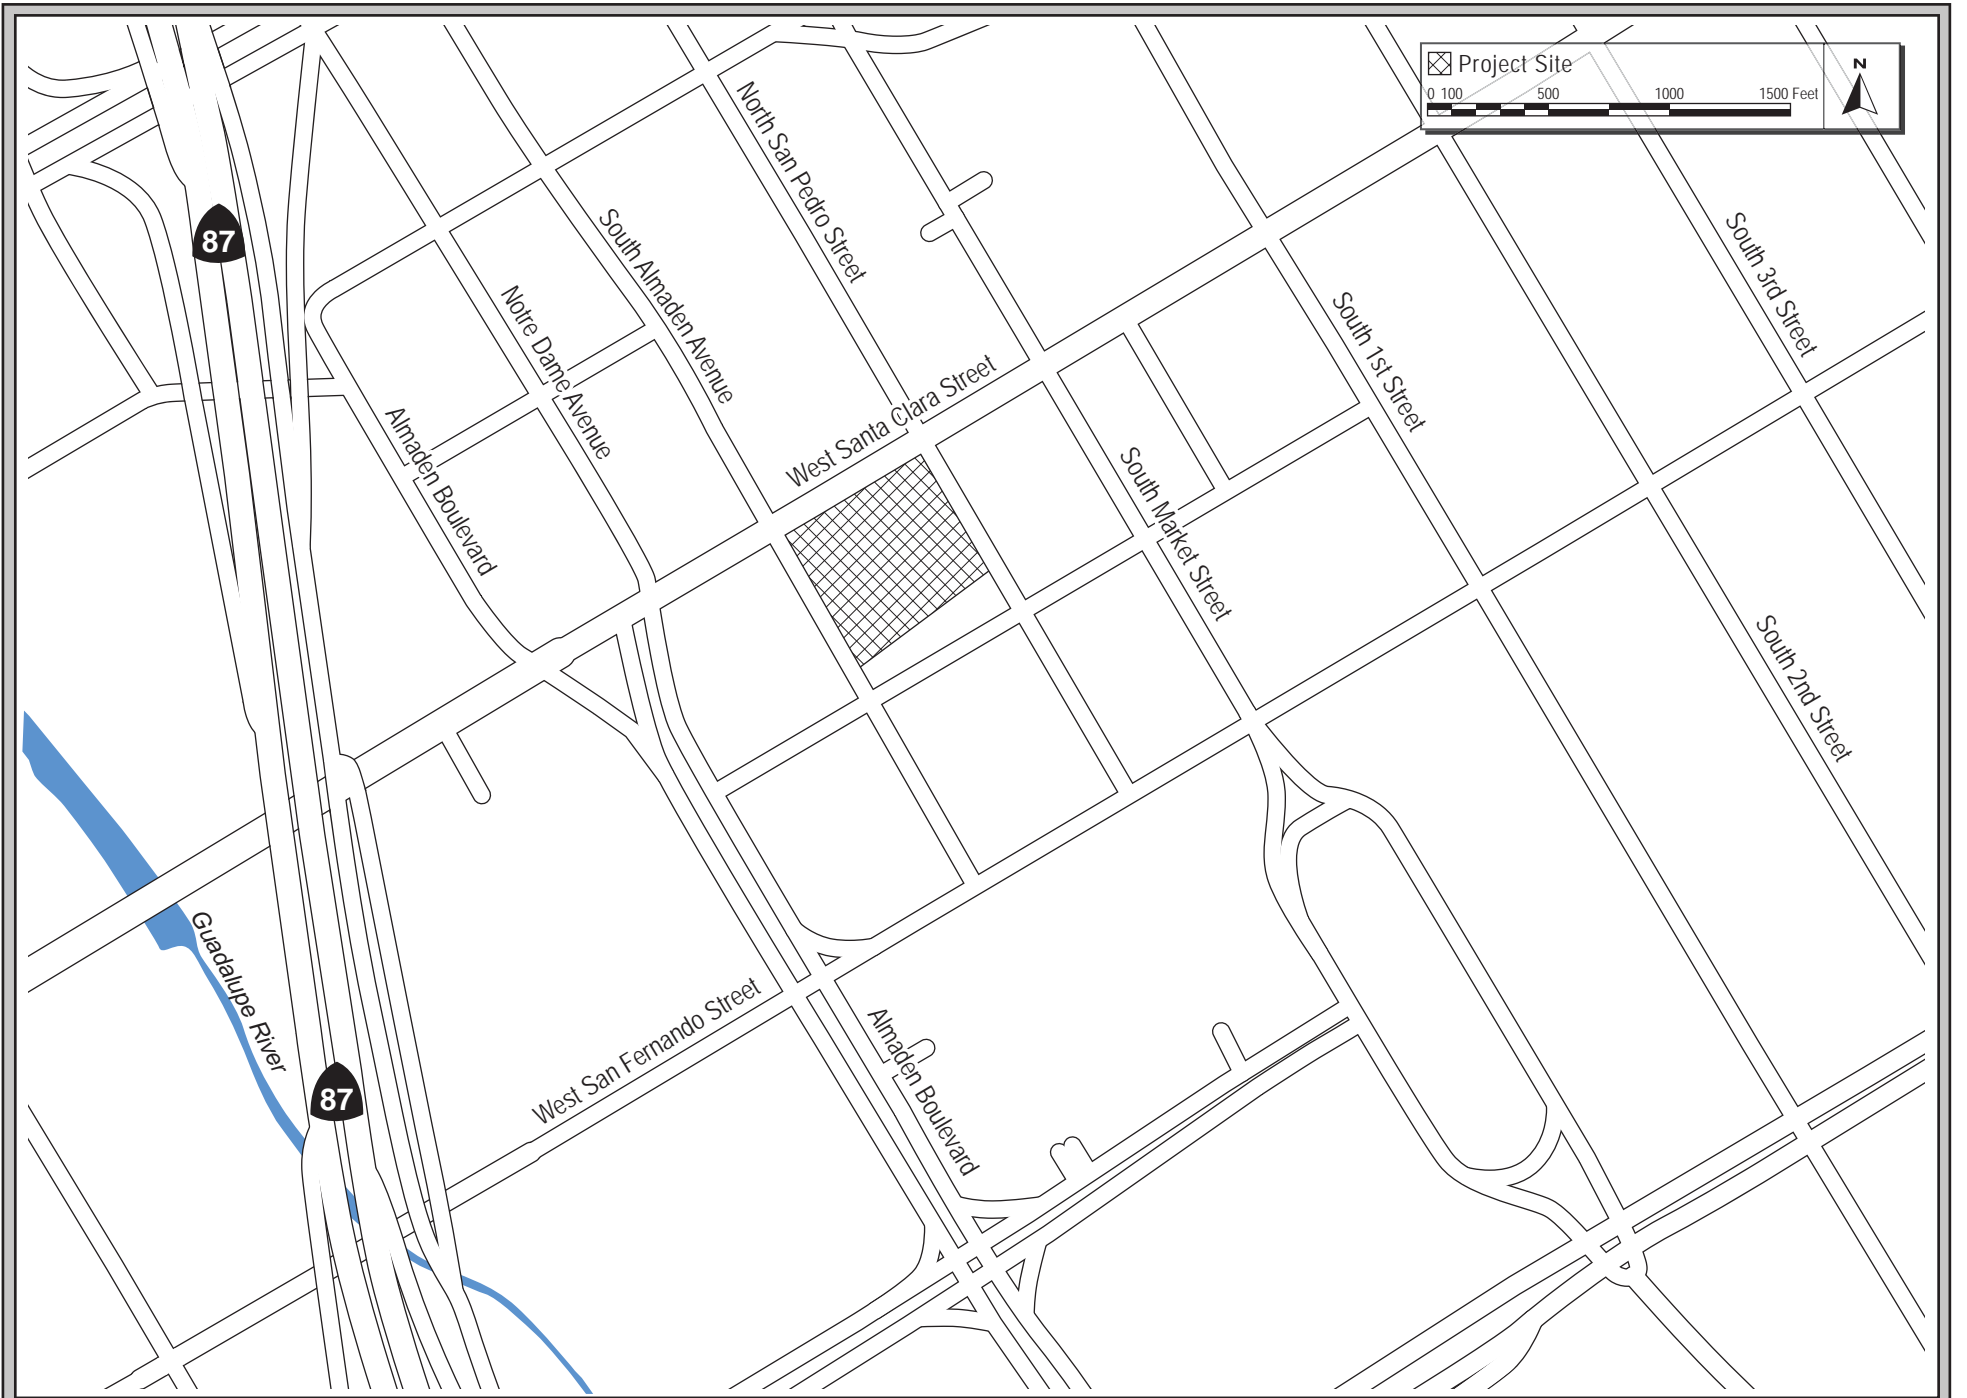 Project Site
N
0 100 500 1000 1500 Feet
North San Pedro Street
87
South Almaden Avenue
South 3rd Street
Notre Dame Avenue
South 1st Street
West Santa Clara Street
Almaden Boulevard
South Market Street
South 2nd Street
Guadalupe River
West San Fernando Street
Almaden Boulevard
87